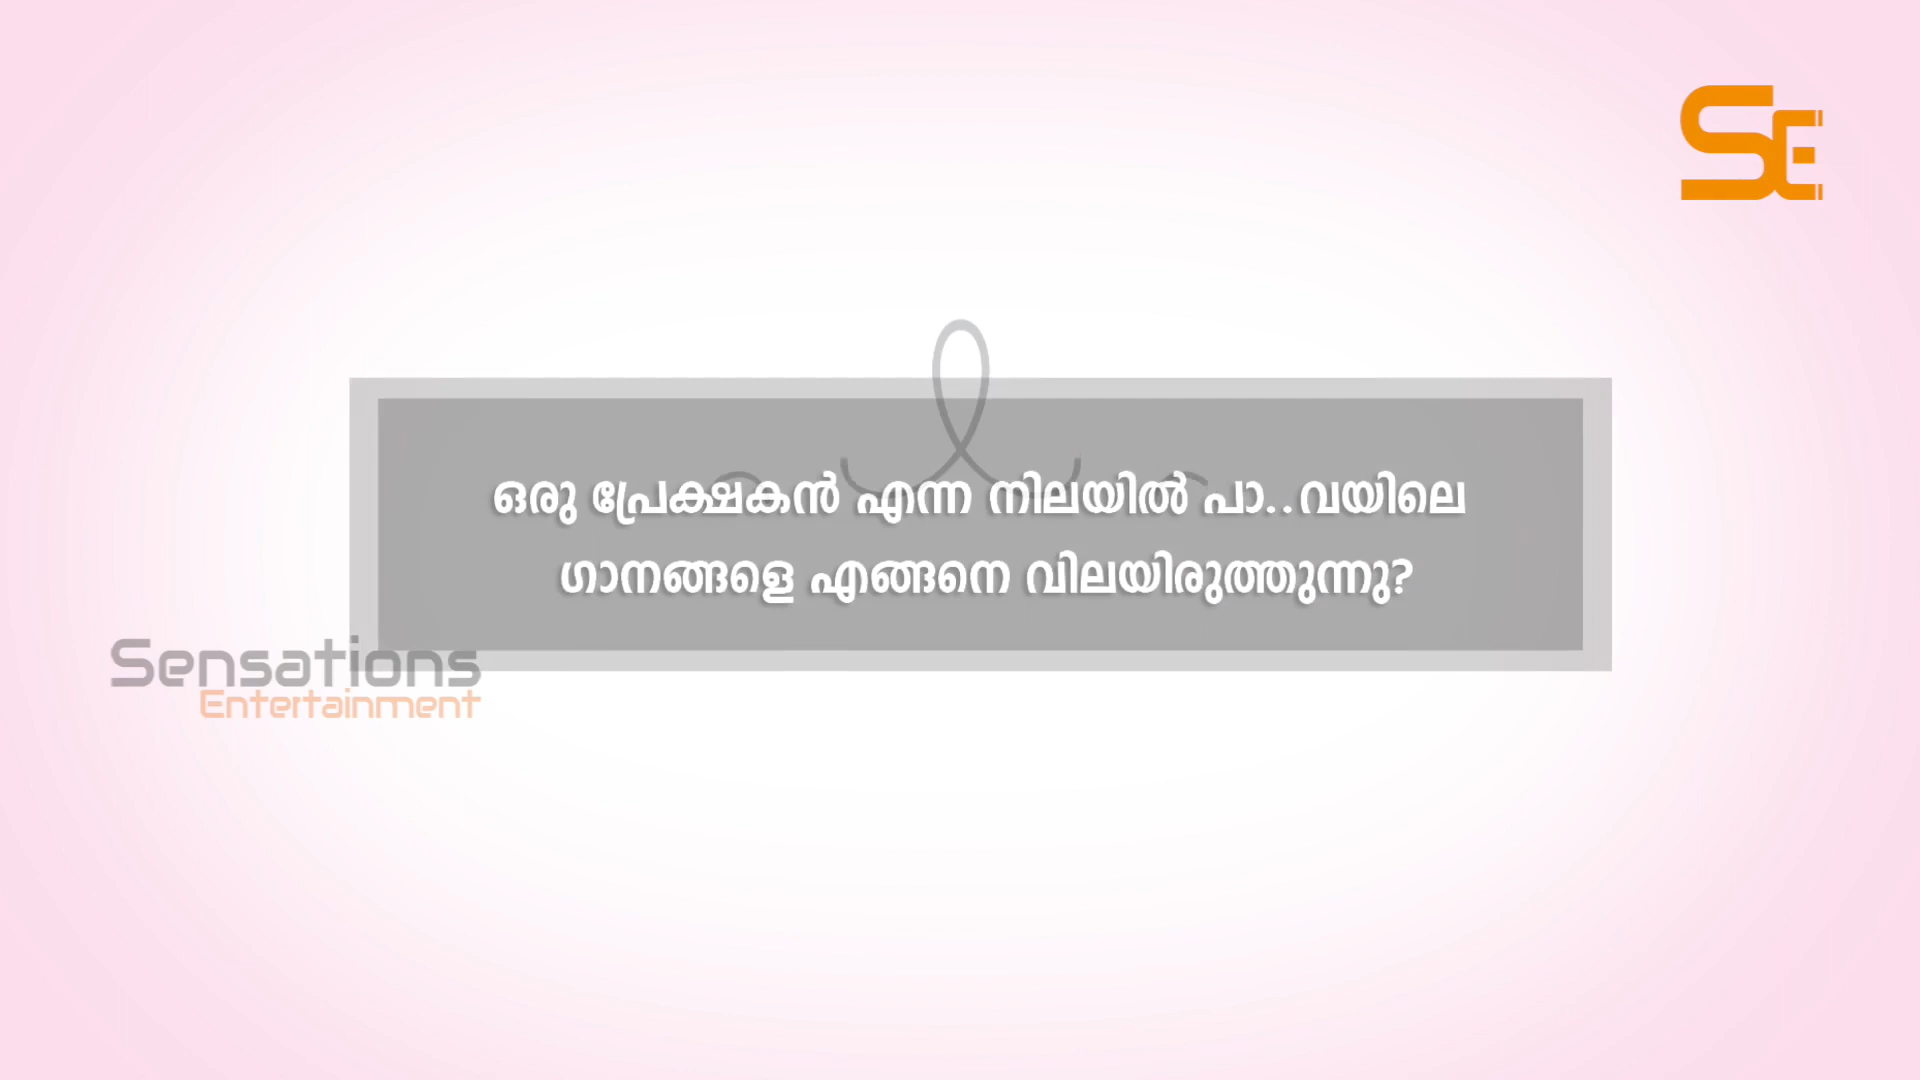 SE
ഒരു പ്രേക്ഷകൻ എന്ന നിലയിൽ പാ..വയിലെ
ഗാനങ്ങളെ എങ്ങനെ വിലയിരുത്തുന്നു?
Sensations
Entertainment